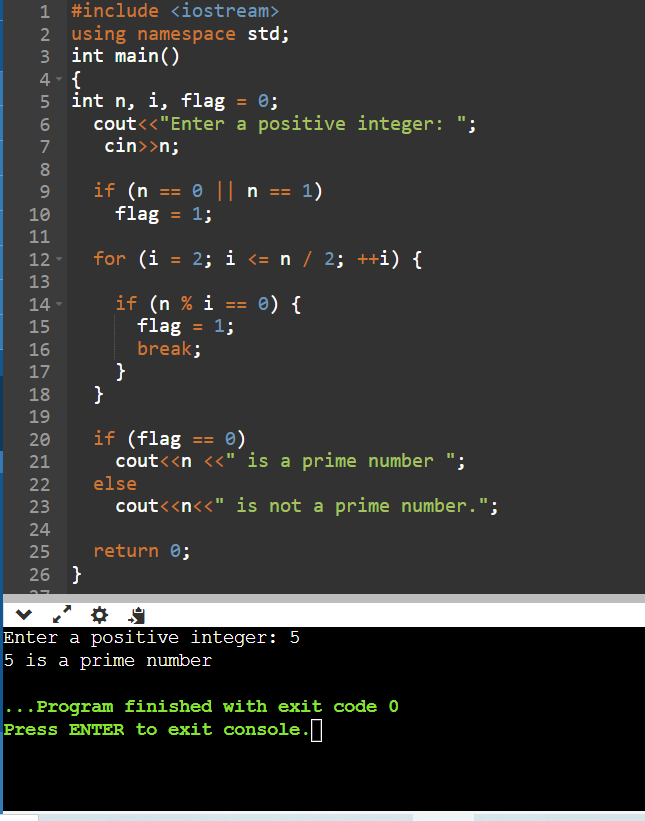 1 #include <iostream>
2 using namespace std;
3 int main()
4 {
5 int n, i, flag = 0;
6   cout<<"Enter a positive integer: ";
7    cin>>n;
8
9   if (n == 0 || n == 1)
10     flag = 1;
11
12   for (i = 2; i <= n / 2; ++i) {
13
14     if (n % i == 0) {
15       flag = 1;
16       break;
17     }
18   }
19
20   if (flag == 0)
21     cout<<n <<" is a prime number ";
22   else
23     cout<<n<<" is not a prime number.";
24
25   return 0;
26 }
27
Enter a positive integer: 5
5 is a prime number

...Program finished with exit code 0
Press ENTER to exit console.